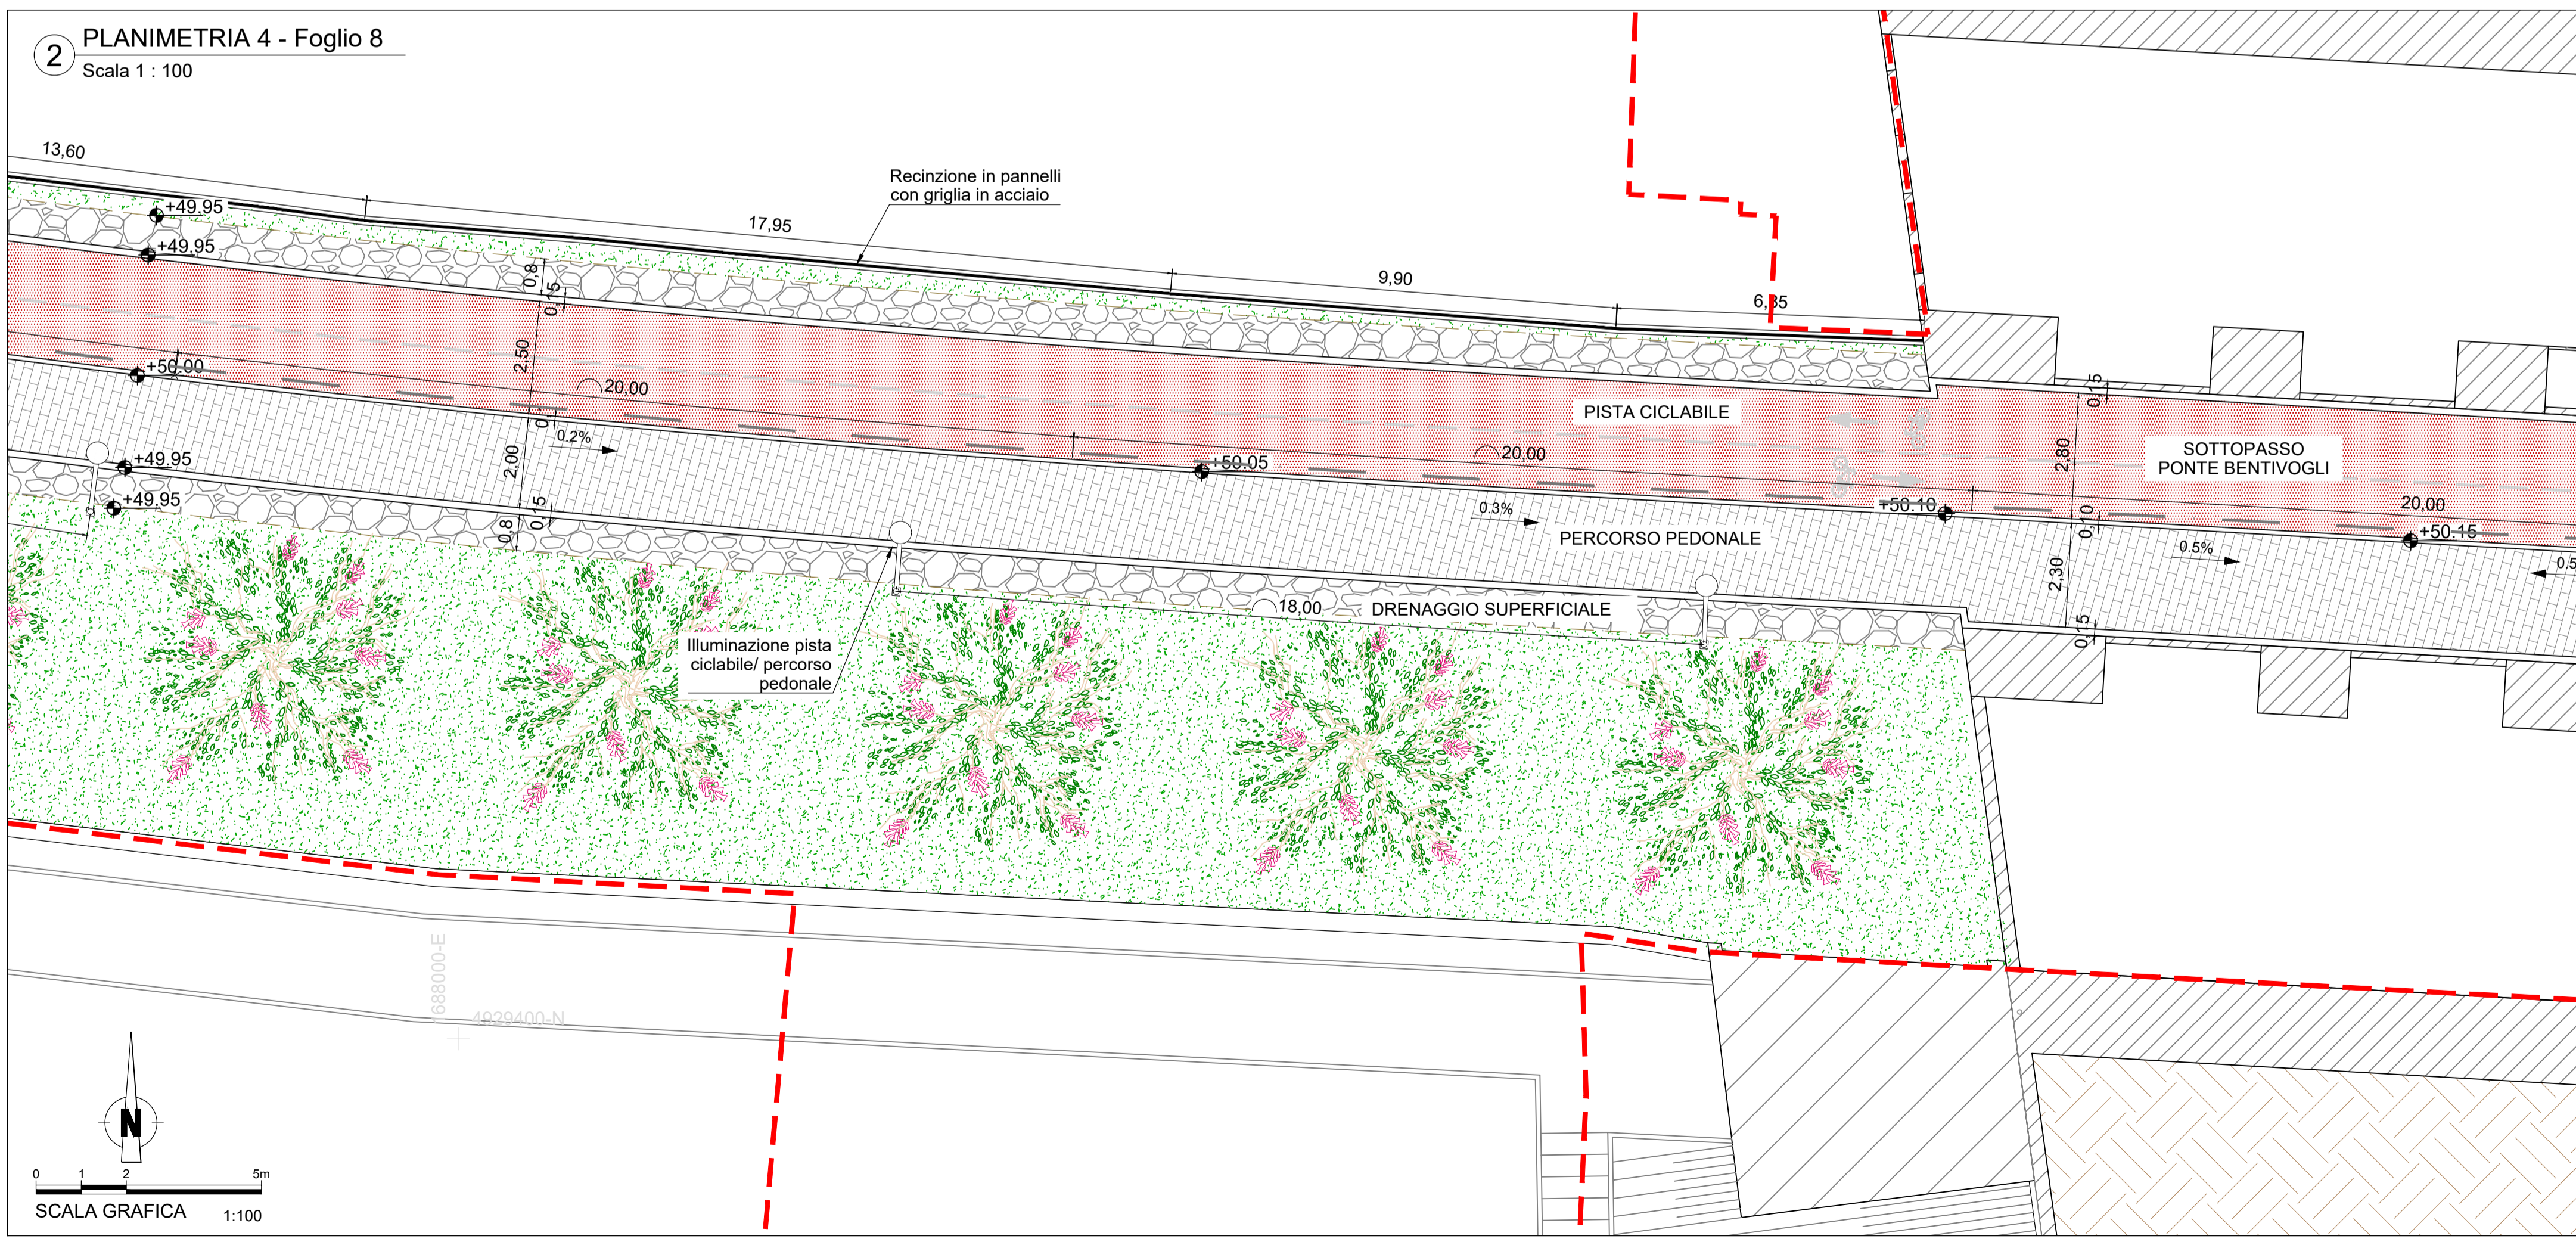 2
PLANIMETRIA 4 - Foglio 8
Scala 1 : 100
13,60
17,95
9,90
6,35
Recinzione in pannelli
con griglia in acciaio
+49.95
+49.95
0,8
0,15
2,50
20,00
+50.00
0.2%
2,00
+49.95
+49.95
0,15
0,8
PISTA CICLABILE
20,00
+50.05
0.3%
PERCORSO PEDONALE
+50.10
0,15
2,80
SOTTOPASSO
PONTE BENTIVOGLI
20,00
+50.15
0,10
0.5%
2,30
0,15
18,00
DRENAGGIO SUPERFICIALE
Illuminazione pista
ciclabile/ percorso
pedonale
1688000-E
4929400-N
N
0 1 2 5m
SCALA GRAFICA 1:100